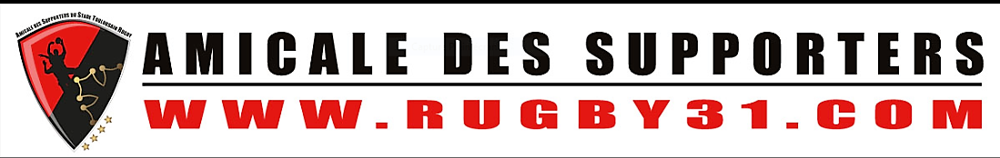 Amicale des Supporters du Stade Toulousain Rugby
AMICALE DES SUPPORTERS
WWW.RUGBY31.COM